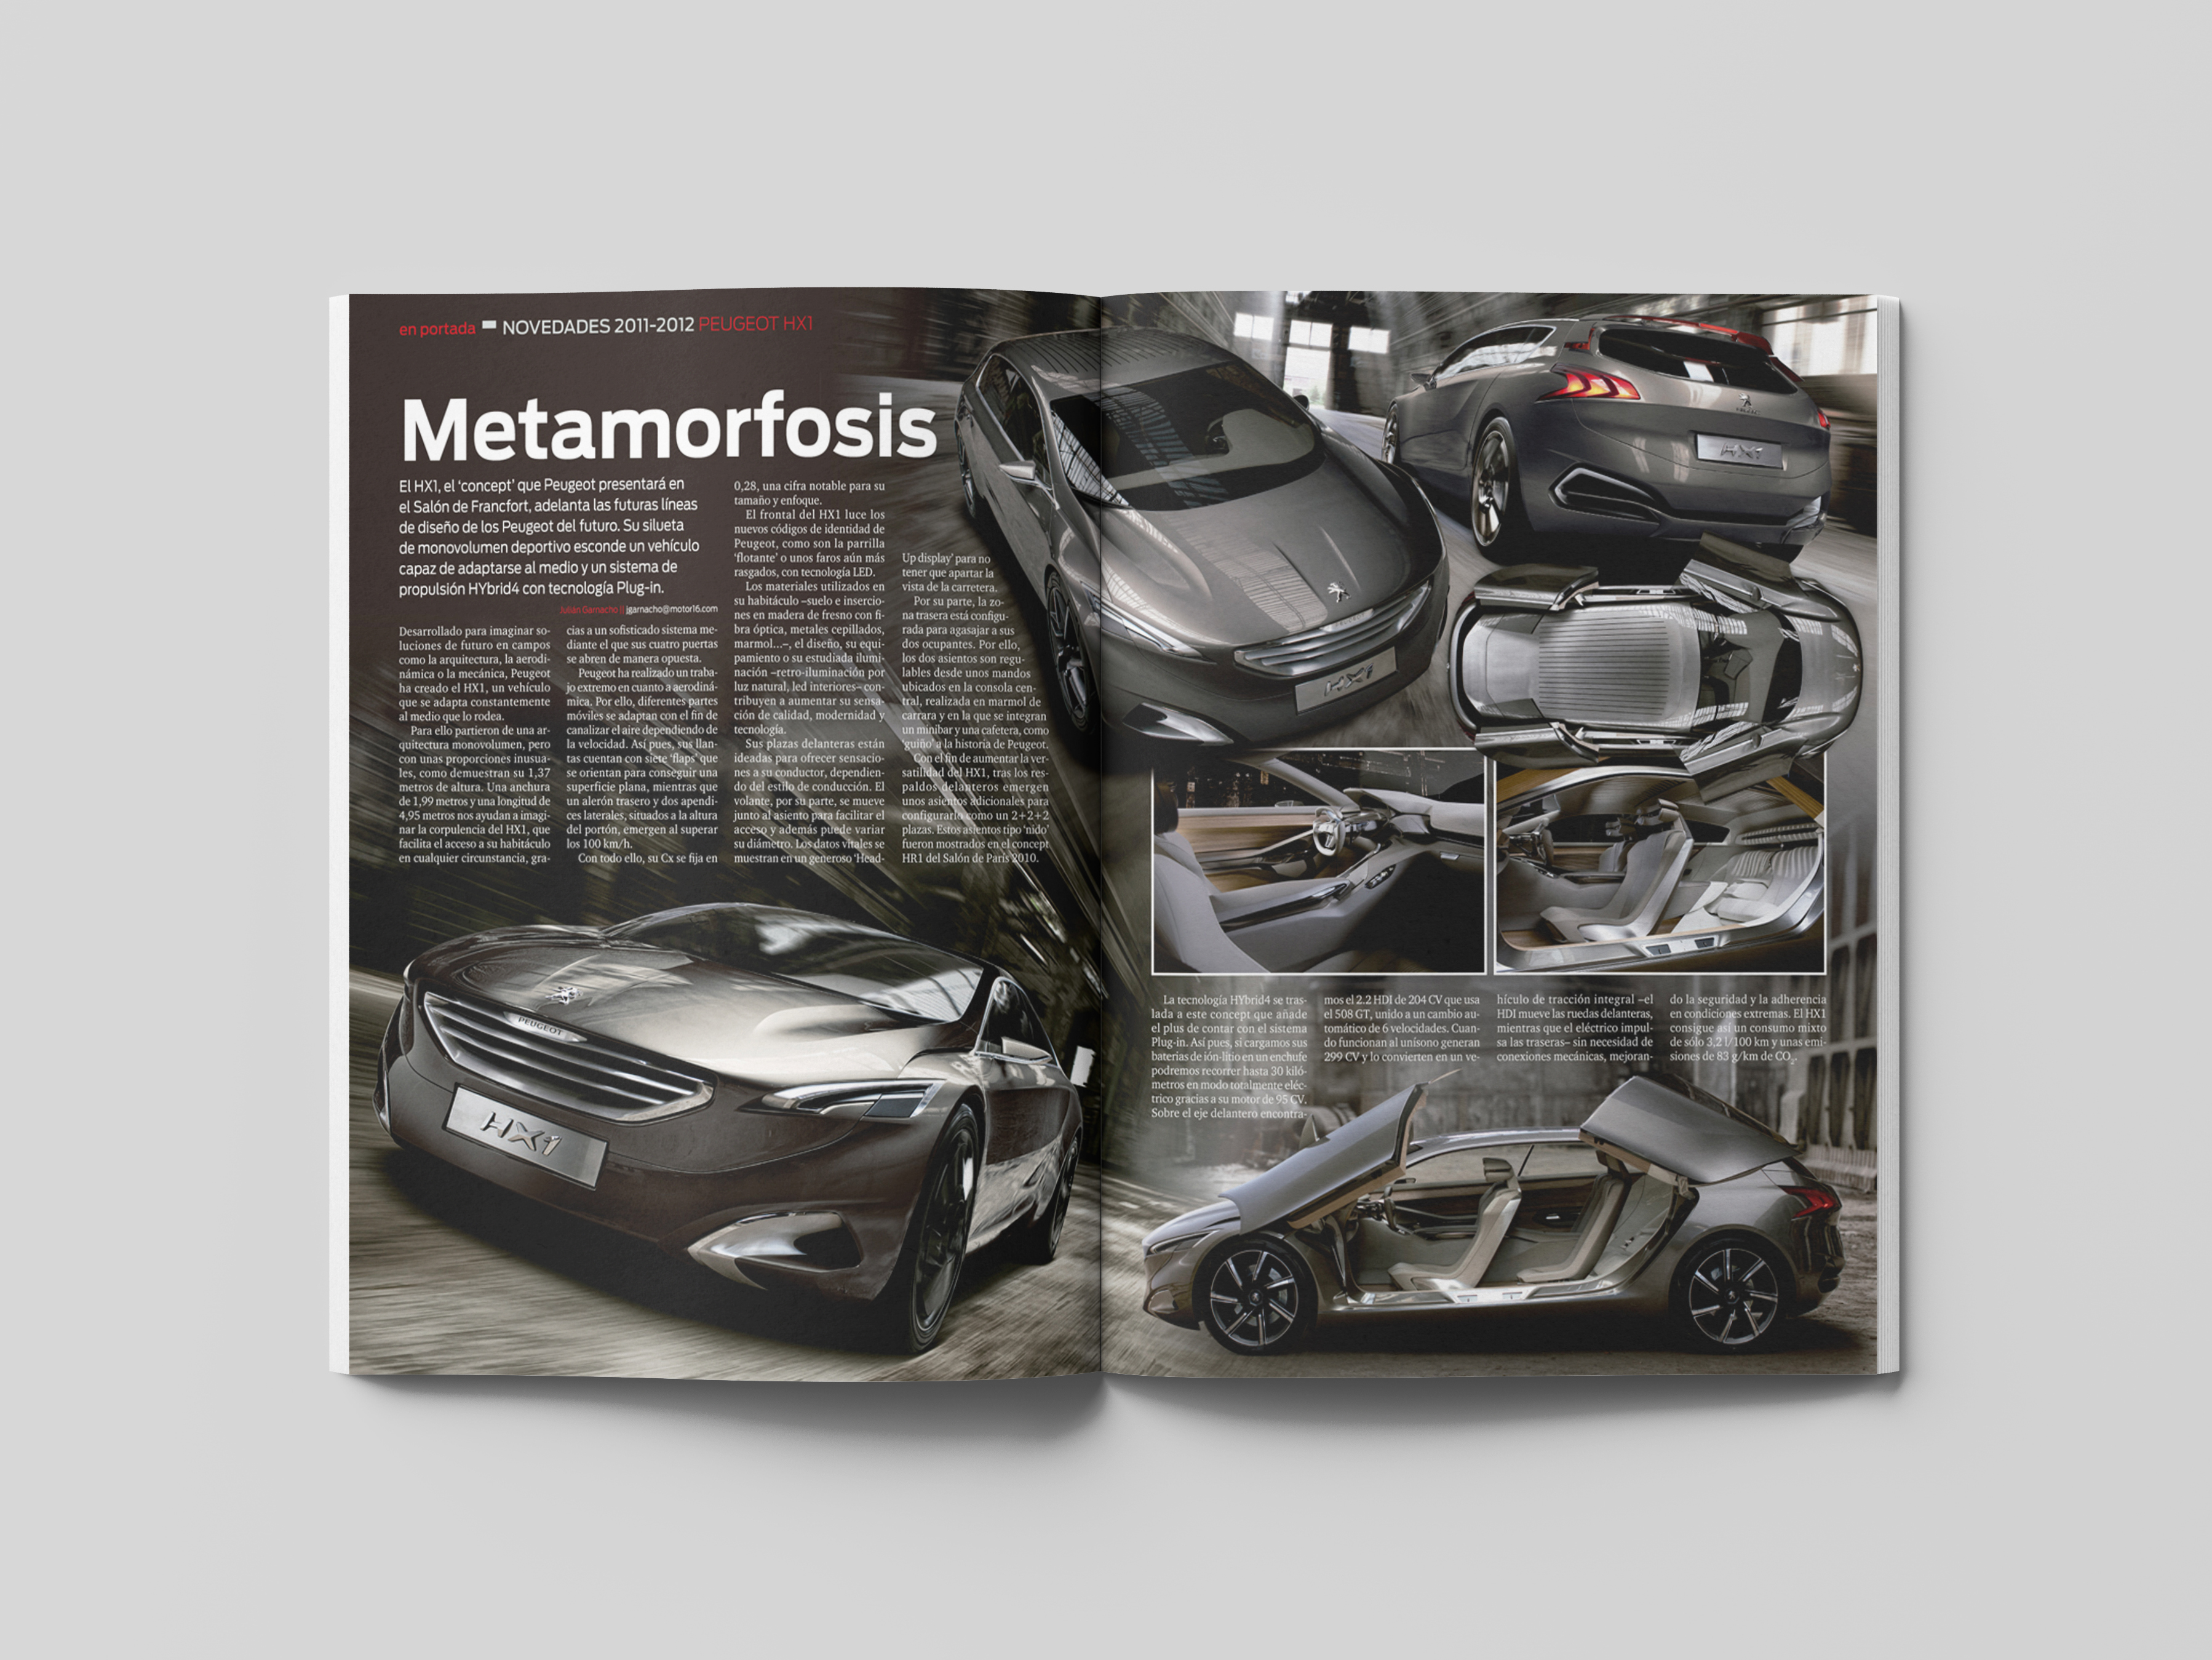 en portada NOVEDADES 2011-2012 PEUGEOT HX1
Metamorfosis
El HX1, el ‘concept’ que Peugeot presentará en
el Salón de Francfort, adelanta las futuras líneas
de diseño de los Peugeot del futuro. Su silueta
de monovolumen deportivo esconde un vehículo
capaz de adaptarse al medio y un sistema de
propulsión HYbrid4 con tecnología Plug-in.
Julián Garnacho || jgarnacho@motor16.com
Desarrollado para imaginar so-
luciones de futuro en campos
como la arquitectura, la aerodi-
námica o la mecánica, Peugeot
ha creado el HX1, un vehículo
que se adapta constantemente
al medio que lo rodea.
Para ello partieron de una ar-
quitectura monovolumen, pero
con unas proporciones inusua-
les, como demuestran su 1,37
metros de altura. Una anchura
de 1,99 metros y una longitud de
4,95 metros nos ayudan a imagi-
nar la corpulencia del HX1, que
facilita el acceso a su habitáculo
en cualquier circunstancia, gra-
cias a un sofisticado sistema me-
diante el que sus cuatro puertas
se abren de manera opuesta.
Peugeot ha realizado un traba-
jo extremo en cuanto a aerodiná-
mica. Por ello, diferentes partes
móviles se adaptan con el fin de
canalizar el aire dependiendo de
la velocidad. Así pues, sus llan-
tas cuentan con siete ‘flaps’ que
se orientan para conseguir una
superficie plana, mientras que
un alerón trasero y dos apendi-
ces laterales, situados a la altura
del portón, emergen al superar
los 100 km/h.
Con todo ello, su Cx se fija en
0,28, una cifra notable para su
tamaño y enfoque.
El frontal del HX1 luce los
nuevos códigos de identidad de
Peugeot, como son la parrilla
‘flotante’ o unos faros aún más
rasgados, con tecnología LED.
Los materiales utilizados en
su habitáculo –suelo e insercio-
nes en madera de fresno con fi-
bra óptica, metales cepillados,
marmol...–, el diseño, su equi-
pamiento o su estudiada ilumi-
nación –retro-iluminación por
luz natural, led interiores– con-
tribuyen a aumentar su sensa-
ción de calidad, modernidad y
tecnología.
Sus plazas delanteras están
ideadas para ofrecer sensacio-
nes a su conductor, dependien-
do del estilo de conducción. El
volante, por su parte, se mueve
junto al asiento para facilitar el
acceso y además puede variar
su diámetro. Los datos vitales se
muestran en un generoso ‘Head-
Up display’ para no
tener que apartar la
vista de la carretera.
Por su parte, la zo-
na trasera está configu-
rada para agasajar a sus
dos ocupantes. Por ello,
los dos asientos son regu-
lables desde unos mandos
ubicados en la consola cen-
tral, realizada en marmol de
carrara y en la que se integran
un minibar y una cafetera, como
‘guiño’ a la historia de Peugeot.
Con el fin de aumentar la ver-
satilidad del HX1, tras los res-
paldos delanteros emergen
unos asientos adicionales para
configurarlo como un 2+2+2
plazas. Estos asientos tipo ‘nido’
fueron mostrados en el concept
HR1 del Salón de París 2010.
PEUGEOT
HX1
HX1
HX1
La tecnología HYbrid4 se tras-
lada a este concept que añade
el plus de contar con el sistema
Plug-in. Así pues, si cargamos sus
baterías de ión-litio en un enchufe
podremos recorrer hasta 30 kiló-
metros en modo totalmente eléc-
trico gracias a su motor de 95 CV.
Sobre el eje delantero encontra-
mos el 2.2 HDI de 204 CV que usa
el 508 GT, unido a un cambio au-
tomático de 6 velocidades. Cuan-
do funcionan al unísono generan
299 CV y lo convierten en un ve-
hículo de tracción integral –el
HDI mueve las ruedas delanteras,
mientras que el eléctrico impul-
sa las traseras– sin necesidad de
conexiones mecánicas, mejoran-
do la seguridad y la adherencia
en condiciones extremas. El HX1
consigue así un consumo mixto
de sólo 3,2 l/100 km y unas emi-
siones de 83 g/km de CO₂.